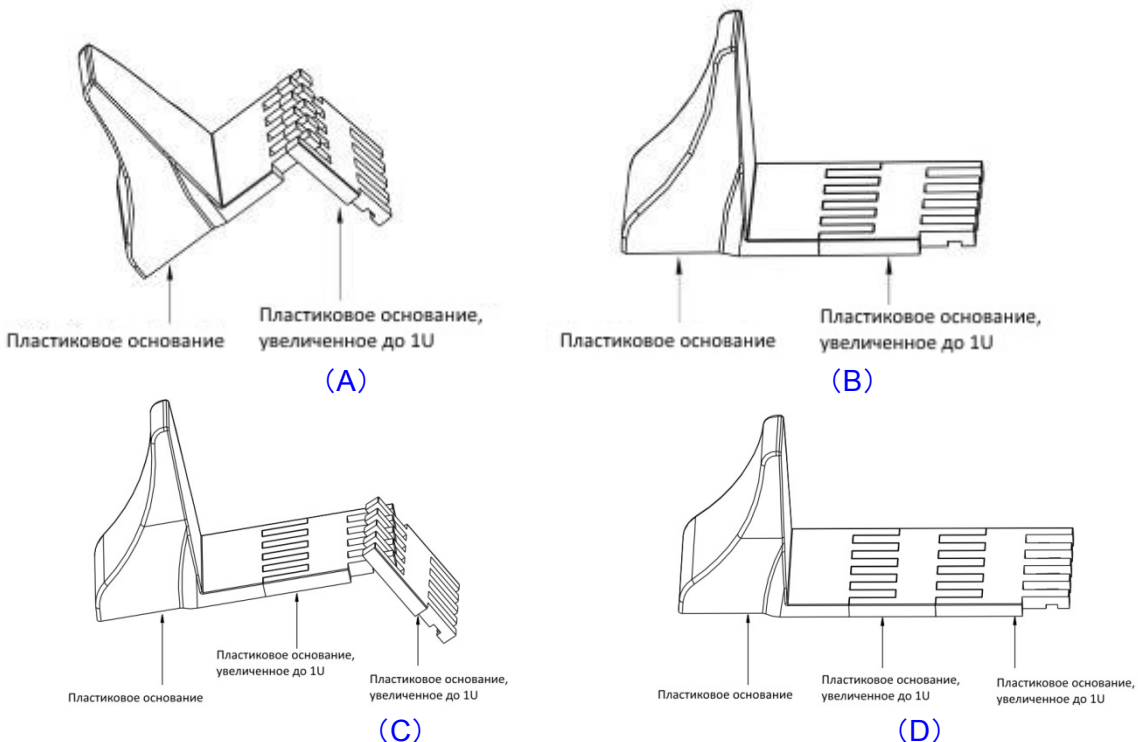 Пластиковое основание
Пластиковое основание,
увеличенное до 1U
(A)
Пластиковое основание
Пластиковое основание,
увеличенное до 1U
(B)
Пластиковое основание
Пластиковое основание,
увеличенное до 1U
Пластиковое основание,
увеличенное до 1U
(C)
Пластиковое основание
Пластиковое основание,
увеличенное до 1U
Пластиковое основание,
увеличенное до 1U
(D)